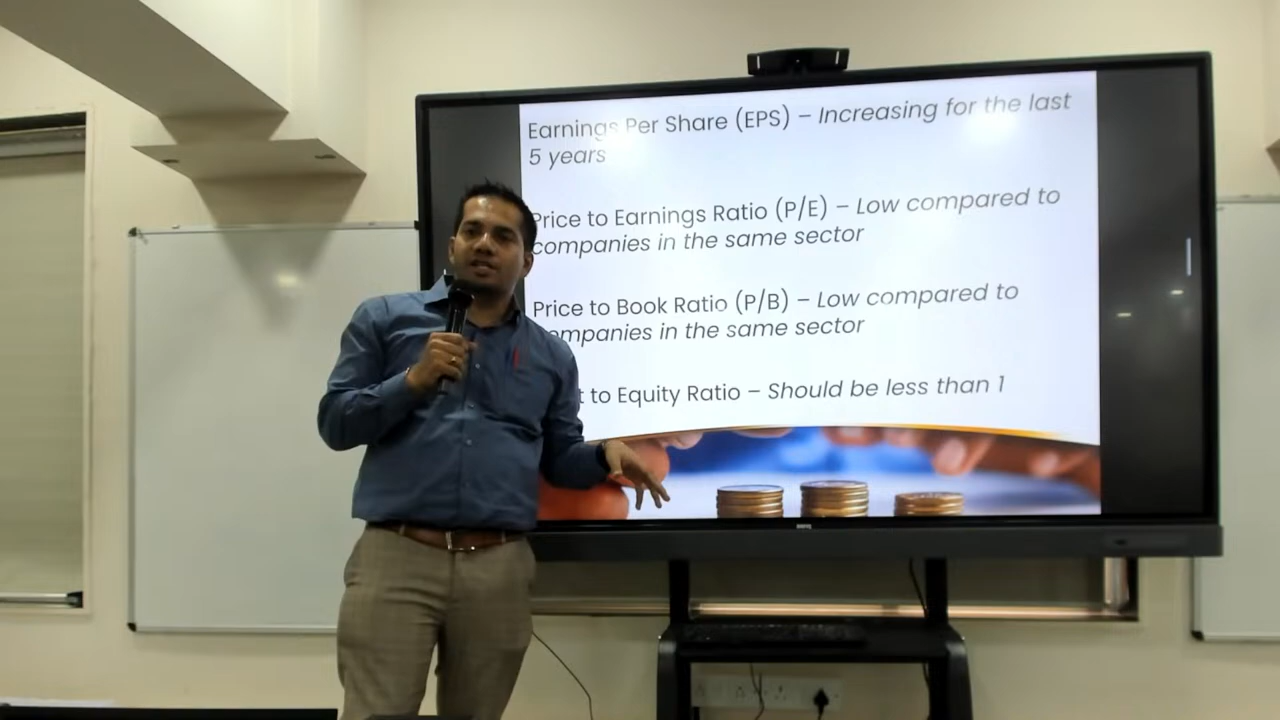 Earnings Per Share (EPS) – Increasing for the last
5 years
Price to Earnings Ratio (P/E) – Low compared to
companies in the same sector
Price to Book Ratio (P/B) – Low compared to
companies in the same sector
to Equity Ratio – Should be less than 1
BenQ